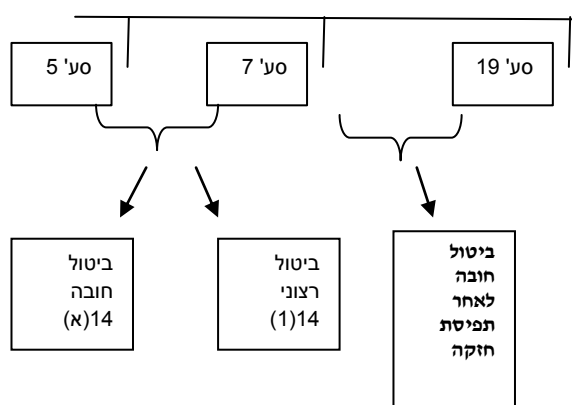 סע' 19
סע' 7
סע' 5
ביטול
חובה
לאחר
תפיסת
חזקה
ביטול
רצוני
14(1)
ביטול
חובה
14(א)